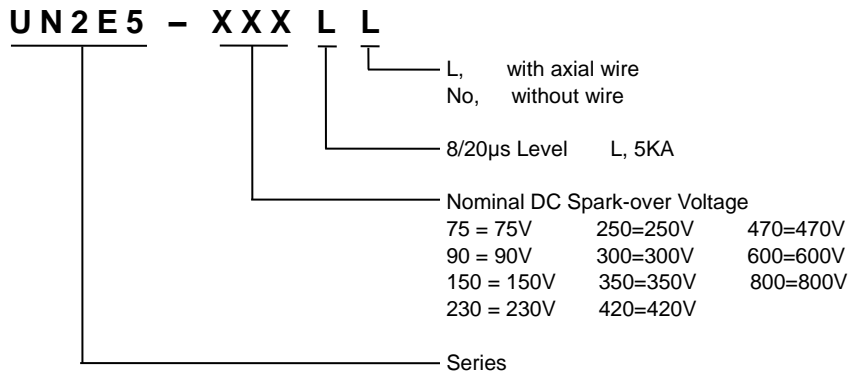 UN2E5 – XXX L L
L, with axial wire
No, without wire
8/20µs Level L, 5KA
Nominal DC Spark-over Voltage
75 = 75V 250=250V 470=470V
90 = 90V 300=300V 600=600V
150 = 150V 350=350V 800=800V
230 = 230V 420=420V
Series